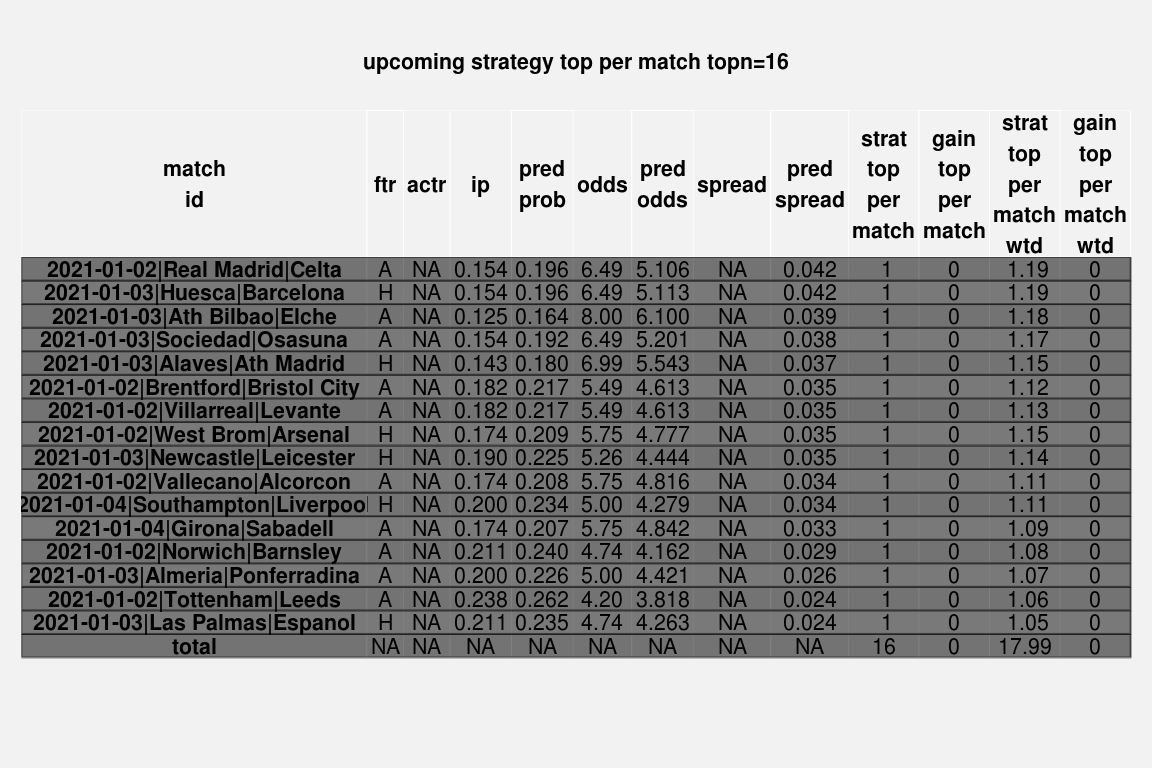 upcoming strategy top per match topn=16
match id ftr actr ip pred prob odds pred odds spread pred spread strat top per match gain top per match strat top per match wtd gain top per match wtd
2021-01-02|Real Madrid|Celta A NA 0.154 0.196 6.49 5.106 NA 0.042 1 0 1.19 0
2021-01-03|Huesca|Barcelona H NA 0.154 0.196 6.49 5.113 NA 0.042 1 0 1.19 0
2021-01-03|Ath Bilbao|Elche A NA 0.125 0.164 8.00 6.100 NA 0.039 1 0 1.18 0
2021-01-03|Sociedad|Osasuna A NA 0.154 0.192 6.49 5.201 NA 0.038 1 0 1.17 0
2021-01-03|Alaves|Ath Madrid H NA 0.143 0.180 6.99 5.543 NA 0.037 1 0 1.15 0
2021-01-02|Brentford|Bristol City A NA 0.182 0.217 5.49 4.613 NA 0.035 1 0 1.12 0
2021-01-02|Villarreal|Levante A NA 0.182 0.217 5.49 4.613 NA 0.035 1 0 1.13 0
2021-01-02|West Brom|Arsenal H NA 0.174 0.209 5.75 4.777 NA 0.035 1 0 1.15 0
2021-01-03|Newcastle|Leicester H NA 0.190 0.225 5.26 4.444 NA 0.035 1 0 1.14 0
2021-01-02|Vallecano|Alcorcon A NA 0.174 0.208 5.75 4.816 NA 0.034 1 0 1.11 0
2021-01-04|Southampton|Liverpool H NA 0.200 0.234 5.00 4.279 NA 0.034 1 0 1.11 0
2021-01-04|Girona|Sabadell A NA 0.174 0.207 5.75 4.842 NA 0.033 1 0 1.09 0
2021-01-02|Norwich|Barnsley A NA 0.211 0.240 4.74 4.162 NA 0.029 1 0 1.08 0
2021-01-03|Almeria|Ponferradina A NA 0.200 0.226 5.00 4.421 NA 0.026 1 0 1.07 0
2021-01-02|Tottenham|Leeds A NA 0.238 0.262 4.20 3.818 NA 0.024 1 0 1.06 0
2021-01-03|Las Palmas|Espanol H NA 0.211 0.235 4.74 4.263 NA 0.024 1 0 1.05 0
total NA NA NA NA NA NA NA NA 16 0 17.99 0